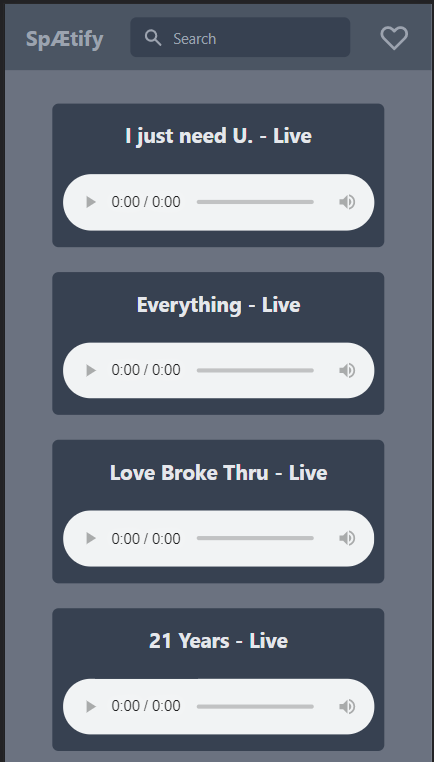 SpÆtify
Search
I just need U. - Live
0:00 / 0:00
Everything - Live
0:00 / 0:00
Love Broke Thru - Live
0:00 / 0:00
21 Years - Live
0:00 / 0:00